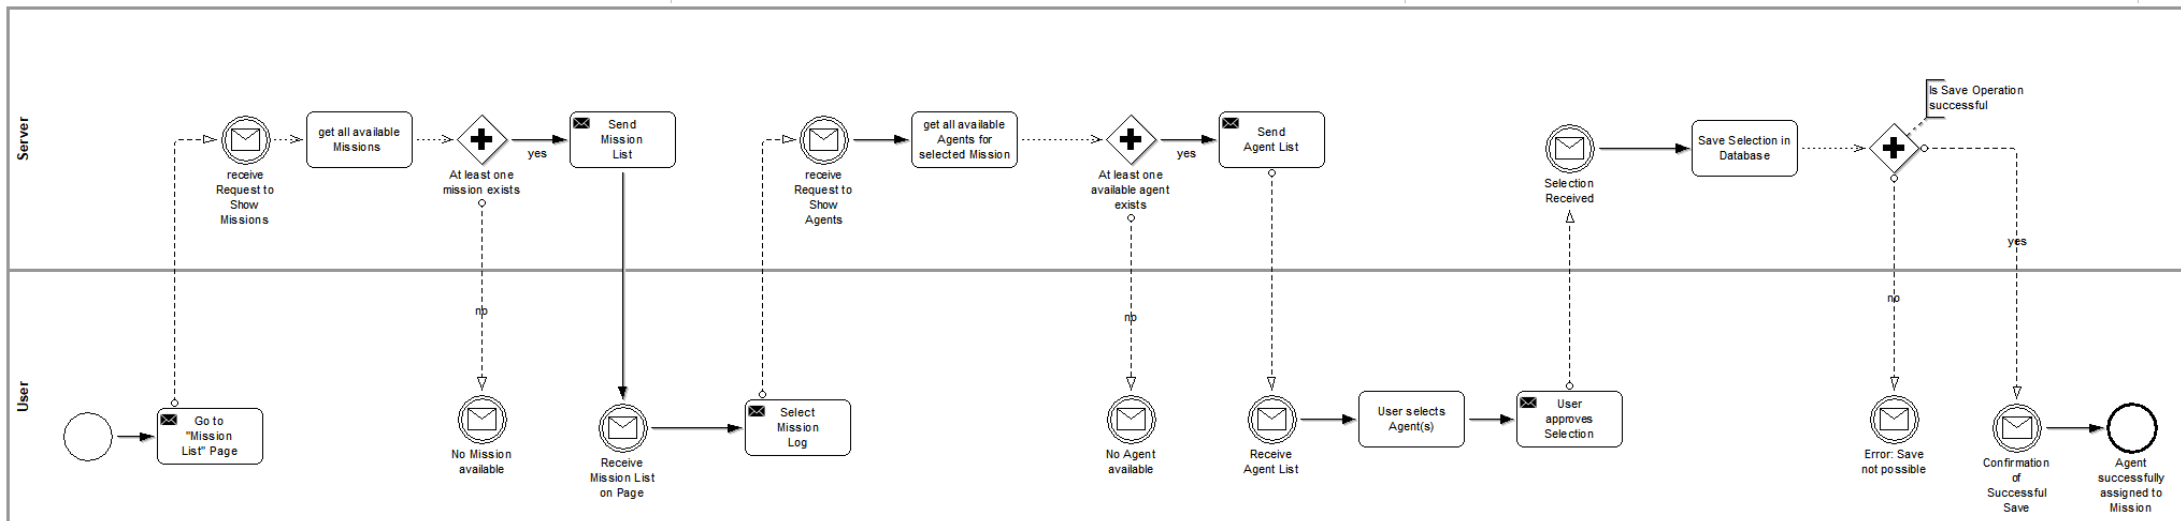 Server
receive
Request to
Show
Missions
get all available
Missions
At least one
mission exists
yes
no
Send
Mission
List
receive
Request to
Show
Agents
get all available
Agents for
selected Mission
At least one
available agent
exists
yes
no
Send
Agent List
Selection
Received
Save Selection in
Database
Is Save Operation
successful
yes
no
User
Go to
"Mission
List" Page
No Mission
available
Receive
Mission List
on Page
Select
Mission
Log
No Agent
available
Receive
Agent List
User selects
Agent(s)
User
approves
Selection
Error: Save
not possible
Confirmation
of
Successful
Save
Agent
successfully
assigned to
Mission